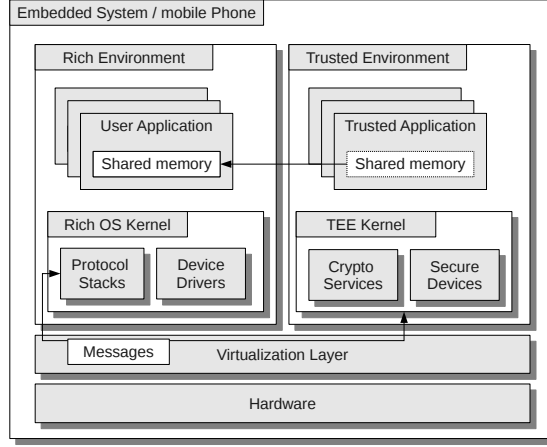 Embedded System / mobile Phone
Rich Environment
Trusted Environment
User Application
Shared memory
Trusted Application
Shared memory
Rich OS Kernel
TEE Kernel
Protocol
Stacks
Device
Drivers
Crypto
Services
Secure
Devices
Messages
Virtualization Layer
Hardware